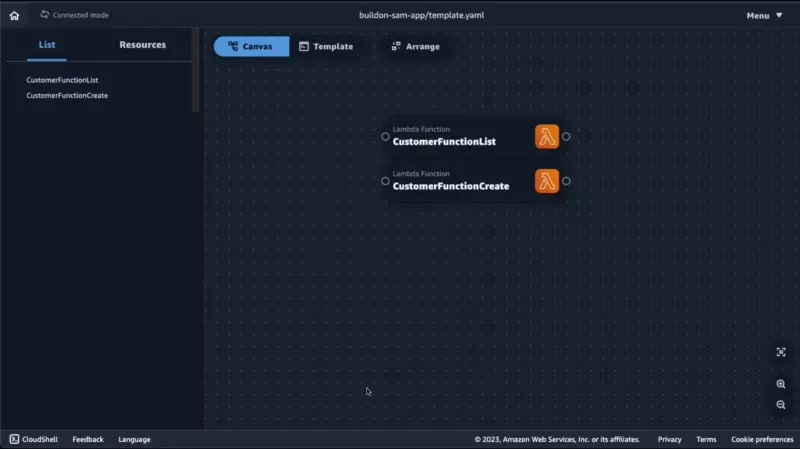 Connected mode
buildon-sam-app/template.yaml
Menu
List
Resources
Canvas
Template
Arrange
CustomerFunctionList
CustomerFunctionCreate
Lambda Function
CustomerFunctionList
Lambda Function
CustomerFunctionCreate
CloudShell
Feedback
Language
© 2023, Amazon Web Services, Inc. or its affiliates.
Privacy
Terms
Cookie preferences